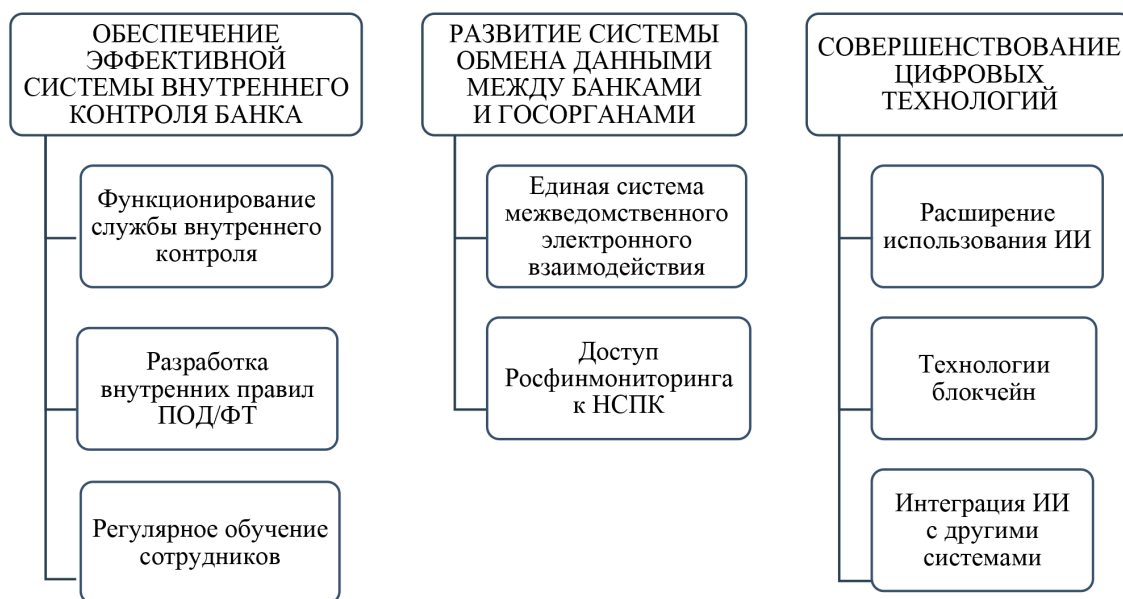 ОБЕСПЕЧЕНИЕ
ЭФФЕКТИВНОЙ
СИСТЕМЫ ВНУТРЕННЕГО
КОНТРОЛЯ БАНКА
Функционирование
службы внутреннего
контроля
Разработка
внутренних правил
ПОД/ФТ
Регулярное обучение
сотрудников
РАЗВИТИЕ СИСТЕМЫ
ОБМЕНА ДАННЫМИ
МЕЖДУ БАНКАМИ
И ГОСОРГАНАМИ
Единая система
межведомственного
электронного
взаимодействия
Доступ
Росфинмониторинга
к НСПК
СОВЕРШЕНСТВОВАНИЕ
ЦИФРОВЫХ
ТЕХНОЛОГИЙ
Расширение
использования ИИ
Технологии
блокчейн
Интеграция ИИ
с другими
системами